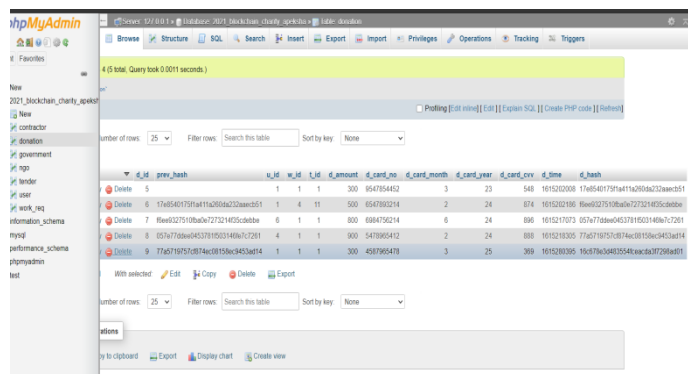 phpMyAdmin
Server: 127.0.0.1 » Database: 2021_blockchain_charity_apeksha » Table: donation
Browse Structure SQL Search Insert Export Import Privileges Operations Tracking Triggers
Favorites
4 (5 total, Query took 0.0011 seconds.)
New
2021_blockchain_charity_apeksh
New
contractor
donation
government
ngo
tender
user
work_req
information_schema
mysql
performance_schema
phpmyadmin
test
Profiling [Edit inline] [ Edit ] [ Explain SQL ] [ Create PHP code ] [ Refresh]
umber of rows: 25 Filter rows: Search this table Sort by key: None
d_id prev_hash u_id w_id t_id d_amount d_card_no d_card_month d_card_year d_card_cvv d_time d_hash
Delete 5 1 1 1 300 9547854452 3 23 548 1615202008 17e8540175f1a411a260da232aaecb51
Delete 6 17e8540175f1a411a260da232aaecb51 1 4 11 500 6547893214 2 24 874 1615202186 f6ee9327510fba0e7273214f35cdebbe
Delete 7 f6ee9327510fba0e7273214f35cdebbe 6 1 1 800 6984756214 6 24 896 1615217073 057e77ddee0453781f503146fe7c7261
Delete 8 057e77ddee0453781f503146fe7c7261 4 1 1 900 5478965412 2 24 888 1615218305 77a5719757cf874ec08158ec9453ad14
Delete 9 77a5719757cf874ec08158ec9453ad14 1 1 1 300 4587965478 3 25 369 1615280395
With selected: Edit Copy Delete Export
umber of rows: 25 Filter rows: Search this table Sort by key: None
ations
py to clipboard Export Display chart Create view